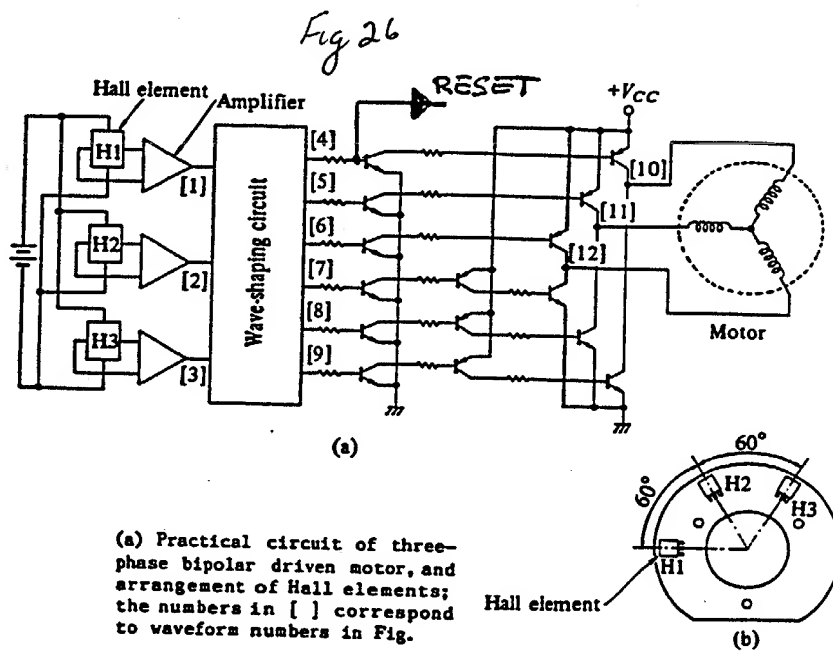 Fig 26
RESET
Hall element
Amplifier
+VCC
H1
[1]
[4]
[10]
[5]
[11]
H2
[2]
[6]
[12]
[7]
Wave-shaping circuit
[8]
Motor
H3
[3]
[9]
(a)
60°
60°
H2
H3
H1
Hall element
(b)
(a) Practical circuit of three-
phase bipolar driven motor, and
arrangement of Hall elements;
the numbers in [ ] correspond
to waveform numbers in Fig.